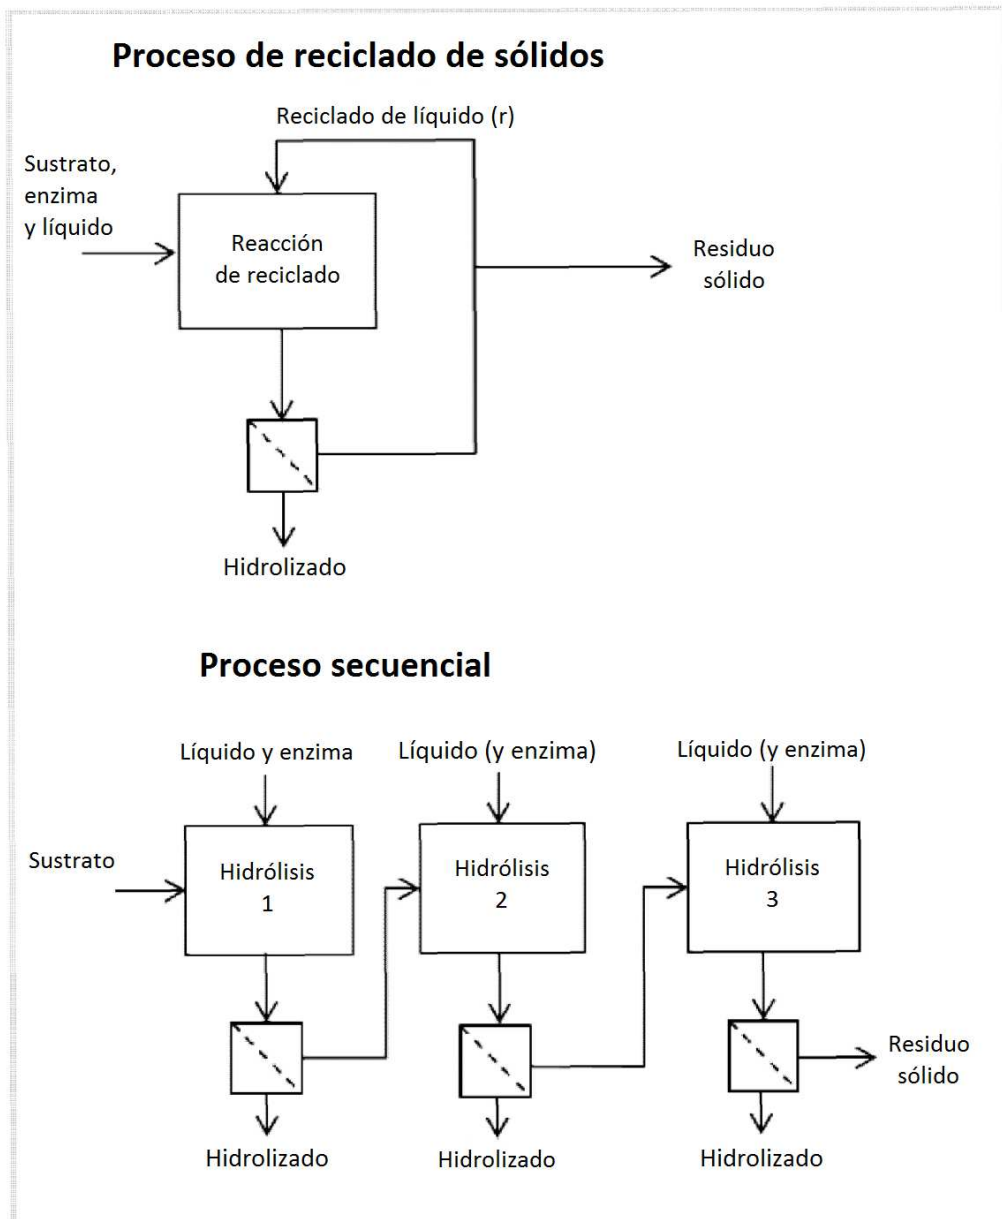 Proceso de reciclado de sólidos
Reciclado de líquido (r)
Sustrato,
enzima
y líquido
Reacción
de reciclado
Residuo
sólido
Hidrolizado
Proceso secuencial
Líquido y enzima
Líquido (y enzima)
Líquido (y enzima)
Sustrato
Hidrólisis
1
Hidrólisis
2
Hidrólisis
3
Residuo
sólido
Hidrolizado
Hidrolizado
Hidrolizado